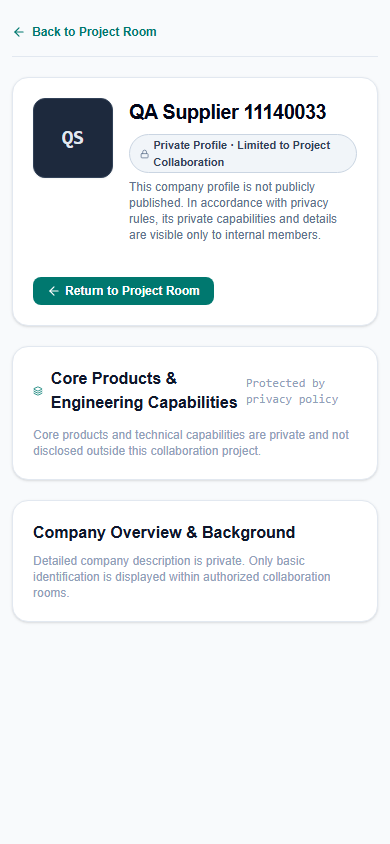 Back to Project Room
QS
QA Supplier 11140033
Private Profile · Limited to Project
Collaboration
This company profile is not publicly
published. In accordance with privacy
rules, its private capabilities and details
are visible only to internal members.
Return to Project Room
Core Products &
Engineering Capabilities
Protected by
privacy policy
Core products and technical capabilities are private and not
disclosed outside this collaboration project.
Company Overview & Background
Detailed company description is private. Only basic
identification is displayed within authorized collaboration
rooms.